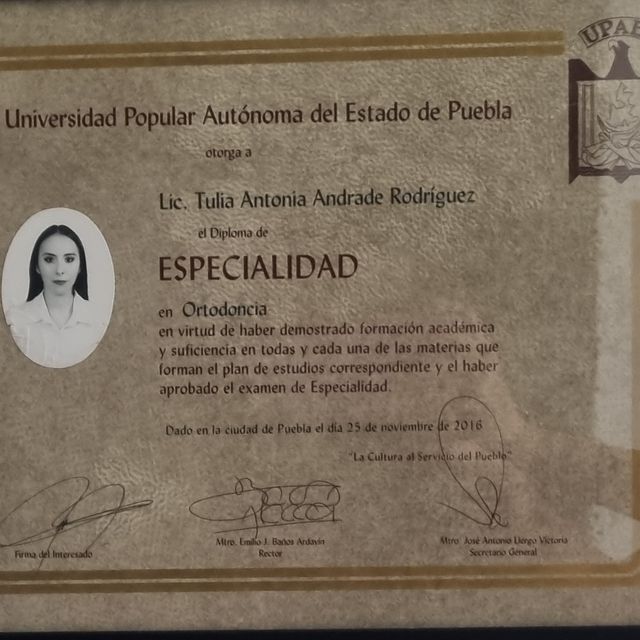 UPAE
Universidad Popular Autónoma del Estado de Puebla
otorga a
Lic. Tulia Antonia Andrade Rodríguez
el Diploma de
ESPECIALIDAD
en Ortodoncia
en virtud de haber demostrado formación académica
y suficiencia en todas y cada una de las materias que
forman el plan de estudios correspondiente y el haber
aprobado el examen de Especialidad.
Dado en la ciudad de Puebla el día 25 de noviembre de 2016
"La Cultura al Servicio del Pueblo"
Firma del Interesado
Mtro. Emilio J. Baños Ardavín
Rector
Mtro. José Antonio Llergo Victoria
Secretario General